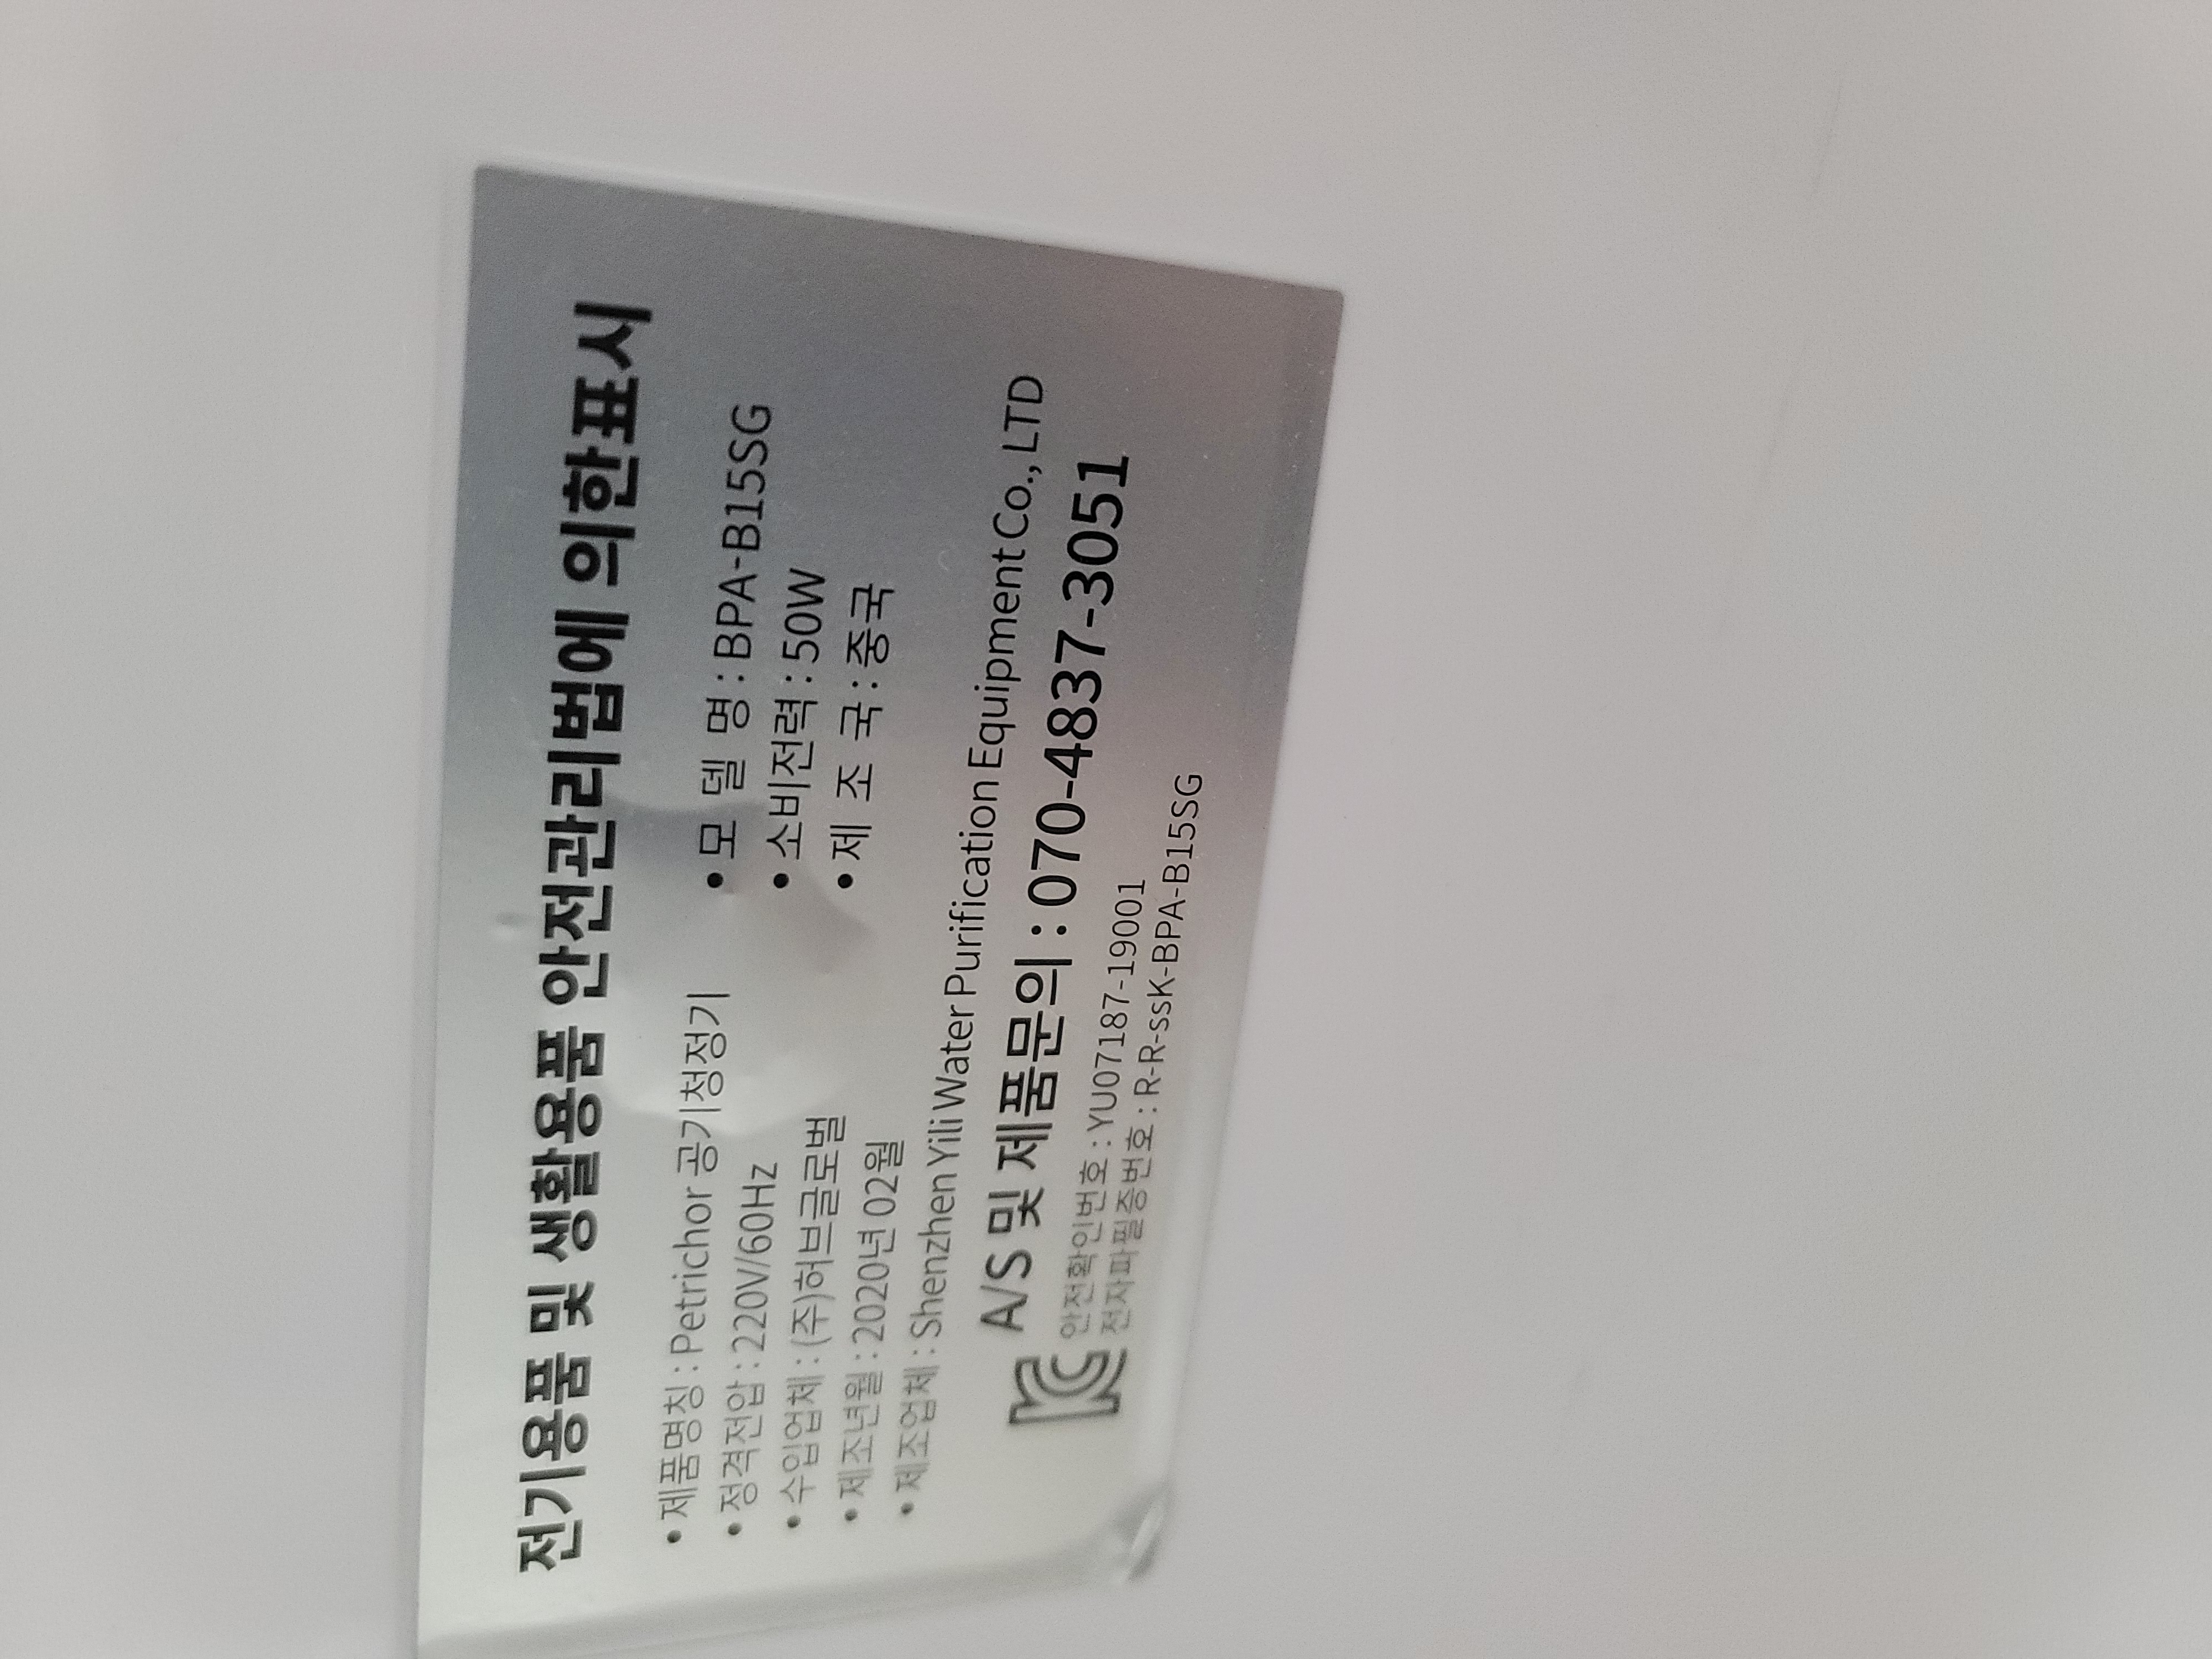 전기용품 및 생활용품 안전관리법에 의한표시
• 제품명칭 : Petrichor 공기청정기 • 모 델 명 : BPA-B15SG
• 정격전압 : 220V/60Hz • 소비전력 : 50W
• 수입업체 : (주)허브글로벌 • 제 조 국 : 중국
• 제조년월 : 2020년 02월
• 제조업체 : Shenzhen Yili Water Purification Equipment Co., LTD
A/S 및 제품문의 : 070-4837-3051
KC 안전확인번호 : YU07187-19001
전자파필증번호 : R-R-ssK-BPA-B15SG